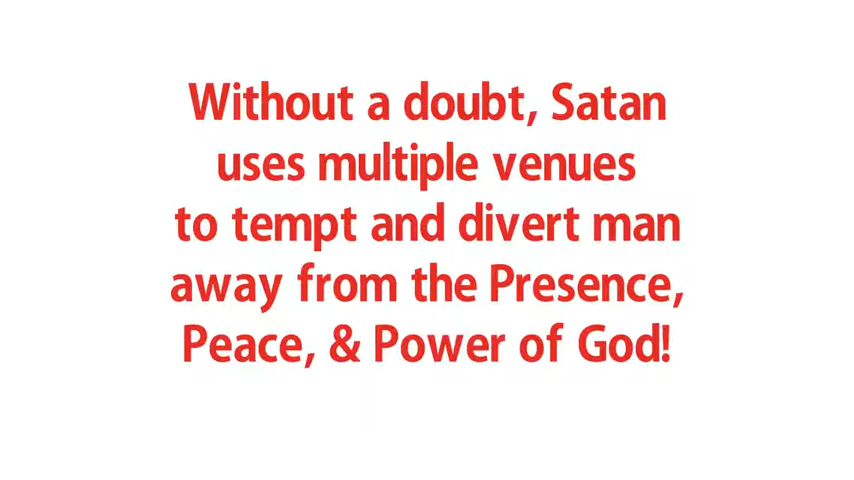 Without a doubt, Satan
uses multiple venues
to tempt and divert man
away from the Presence,
Peace, & Power of God!